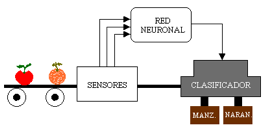 RED
NEURONAL
SENSORES
CLASIFICADOR
MANZ.
NARAN.